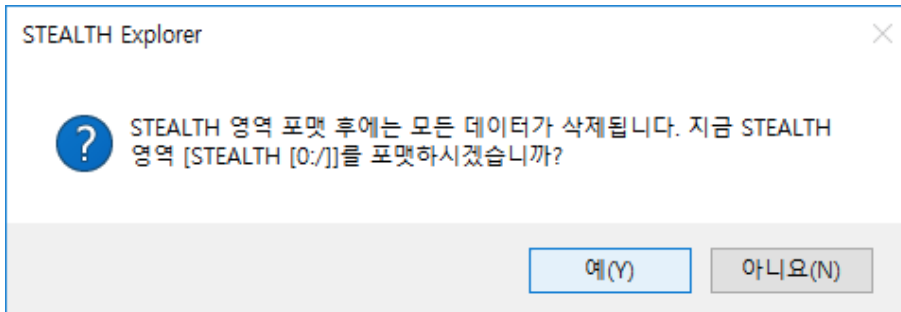 STEALTH Explorer
STEALTH 영역 포맷 후에는 모든 데이터가 삭제됩니다. 지금 STEALTH
영역 [STEALTH [0:/]]를 포맷하시겠습니까?
예(Y)
아니요(N)